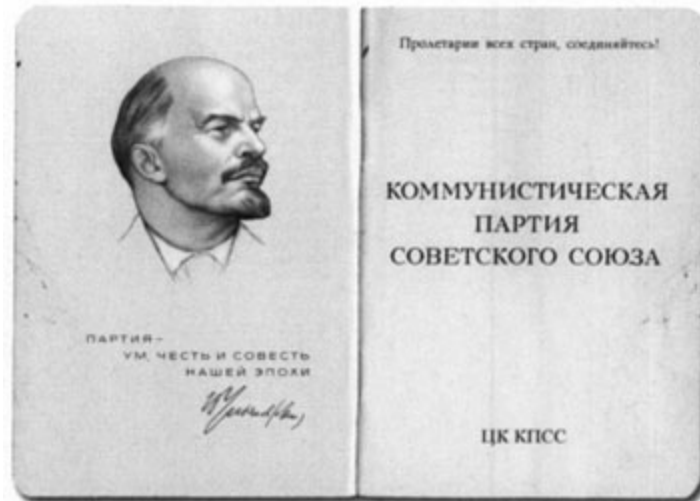 ПАРТИЯ–
УМ, ЧЕСТЬ И СОВЕСТЬ
НАШЕЙ ЭПОХИ
Пролетарии всех стран, соединяйтесь!
КОММУНИСТИЧЕСКАЯ
ПАРТИЯ
СОВЕТСКОГО СОЮЗА
ЦК КПСС